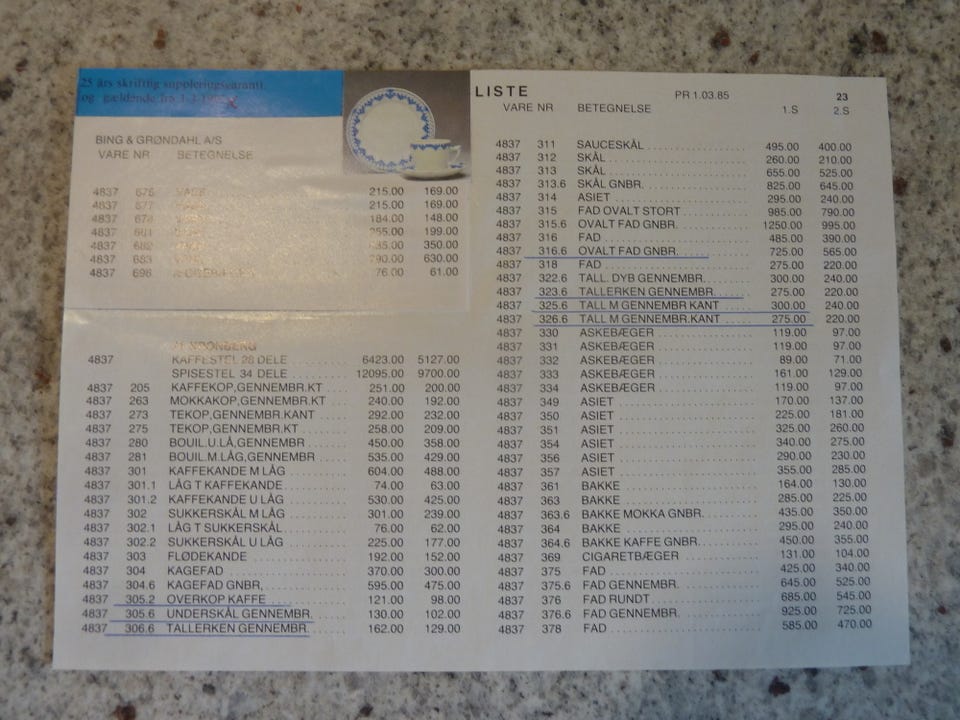 25 års skriftlig suppleringsgaranti.
og gældende fra 1-3-19
BING & GRØNDAHL A/S
VARE NR BETEGNELSE
4837 676 VASE 215.00 169.00
4837 677 215.00 169.00
4837 678 184.00 148.00
4837 681 255.00 199.00
4837 682 350.00
4837 683 790.00 630.00
4837 698 76.00 61.00
4837 KAFFESTEL 28 DELE 6423.00 5127.00
SPISESTEL 34 DELE 12095.00 9700.00
4837 205 KAFFEKOP,GENNEMBR.KT 251.00 200.00
4837 263 MOKKAKOP,GENNEMBR.KT 240.00 192.00
4837 273 TEKOP,GENNEMBR.KANT 292.00 232.00
4837 275 TEKOP,GENNEMBR.KT 258.00 209.00
4837 280 BOUIL.U.LÅ,GENNEMBR 450.00 358.00
4837 281 BOUIL.M.LÅG,GENNEMBR 535.00 429.00
4837 301 KAFFEKANDE M LÅG 604.00 488.00
4837 301.1 LÅG T KAFFEKANDE 74.00 63.00
4837 301.2 KAFFEKANDE U LÅG 530.00 425.00
4837 302 SUKKERSKÅL M LÅG 301.00 239.00
4837 302.1 LÅG T SUKKERSKÅL 76.00 62.00
4837 302.2 SUKKERSKÅL U LÅG 225.00 177.00
4837 303 FLØDEKANDE 192.00 152.00
4837 304 KAGEFAD 370.00 300.00
4837 304.6 KAGEFAD GNBR, 595.00 475.00
4837 305.2 OVERKOP KAFFE 121.00 98.00
4837 305.6 UNDERSKÅL GENNEMBR. 130.00 102.00
4837 306.6 TALLERKEN GENNEMBR. 162.00 129.00
LISTE PR 1.03.85 23
VARE NR BETEGNELSE 1.S 2.S
4837 311 SAUCESKÅL 495.00 400.00
4837 312 SKÅL 260.00 210.00
4837 313 SKÅL 655.00 525.00
4837 313.6 SKÅL GNBR. 825.00 645.00
4837 314 ASIET 295.00 240.00
4837 315 FAD OVALT STORT 985.00 790.00
4837 315.6 OVALT FAD GNBR. 1250.00 995.00
4837 316 FAD 485.00 390.00
4837 316.6 OVALT FAD GNBR. 725.00 565.00
4837 318 FAD 275.00 220.00
4837 322.6 TALL. DYB GENNEMBR. 300.00 240.00
4837 323.6 TALLERKEN GENNEMBR. 275.00 220.00
4837 325.6 TALL M GENNEMBR KANT 300.00 240.00
4837 326.6 TALL M GENNEMBR.KANT 275.00 220.00
4837 330 ASKEBÆGER 119.00 97.00
4837 331 ASKEBÆGER 119.00 97.00
4837 332 ASKEBÆGER 89.00 71.00
4837 333 ASKEBÆGER 161.00 129.00
4837 334 ASKEBÆGER 119.00 97.00
4837 349 ASIET 170.00 137.00
4837 350 ASIET 225.00 181.00
4837 351 ASIET 325.00 260.00
4837 354 ASIET 340.00 275.00
4837 356 ASIET 290.00 230.00
4837 357 ASIET 355.00 285.00
4837 361 BAKKE 164.00 130.00
4837 363 BAKKE 285.00 225.00
4837 363.6 BAKKE MOKKA GNBR. 435.00 350.00
4837 364 BAKKE 295.00 240.00
4837 364.6 BAKKE KAFFE GNBR. 450.00 355.00
4837 369 CIGARETBÆGER 131.00 104.00
4837 375 FAD 425.00 340.00
4837 375.6 FAD GENNEMBR. 645.00 525.00
4837 376 FAD RUNDT 685.00 545.00
4837 376.6 FAD GENNEMBR. 925.00 725.00
4837 378 FAD 585.00 470.00